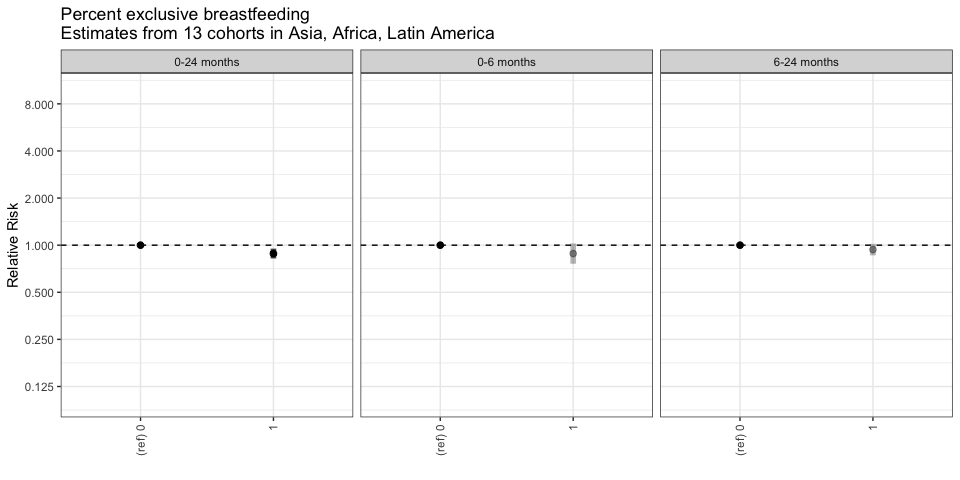 Percent exclusive breastfeeding
Estimates from 13 cohorts in Asia, Africa, Latin America
0-24 months
0-6 months
6-24 months
Relative Risk
8.000
4.000
2.000
1.000
0.500
0.250
0.125
(ref) 0
1
(ref) 0
1
(ref) 0
1